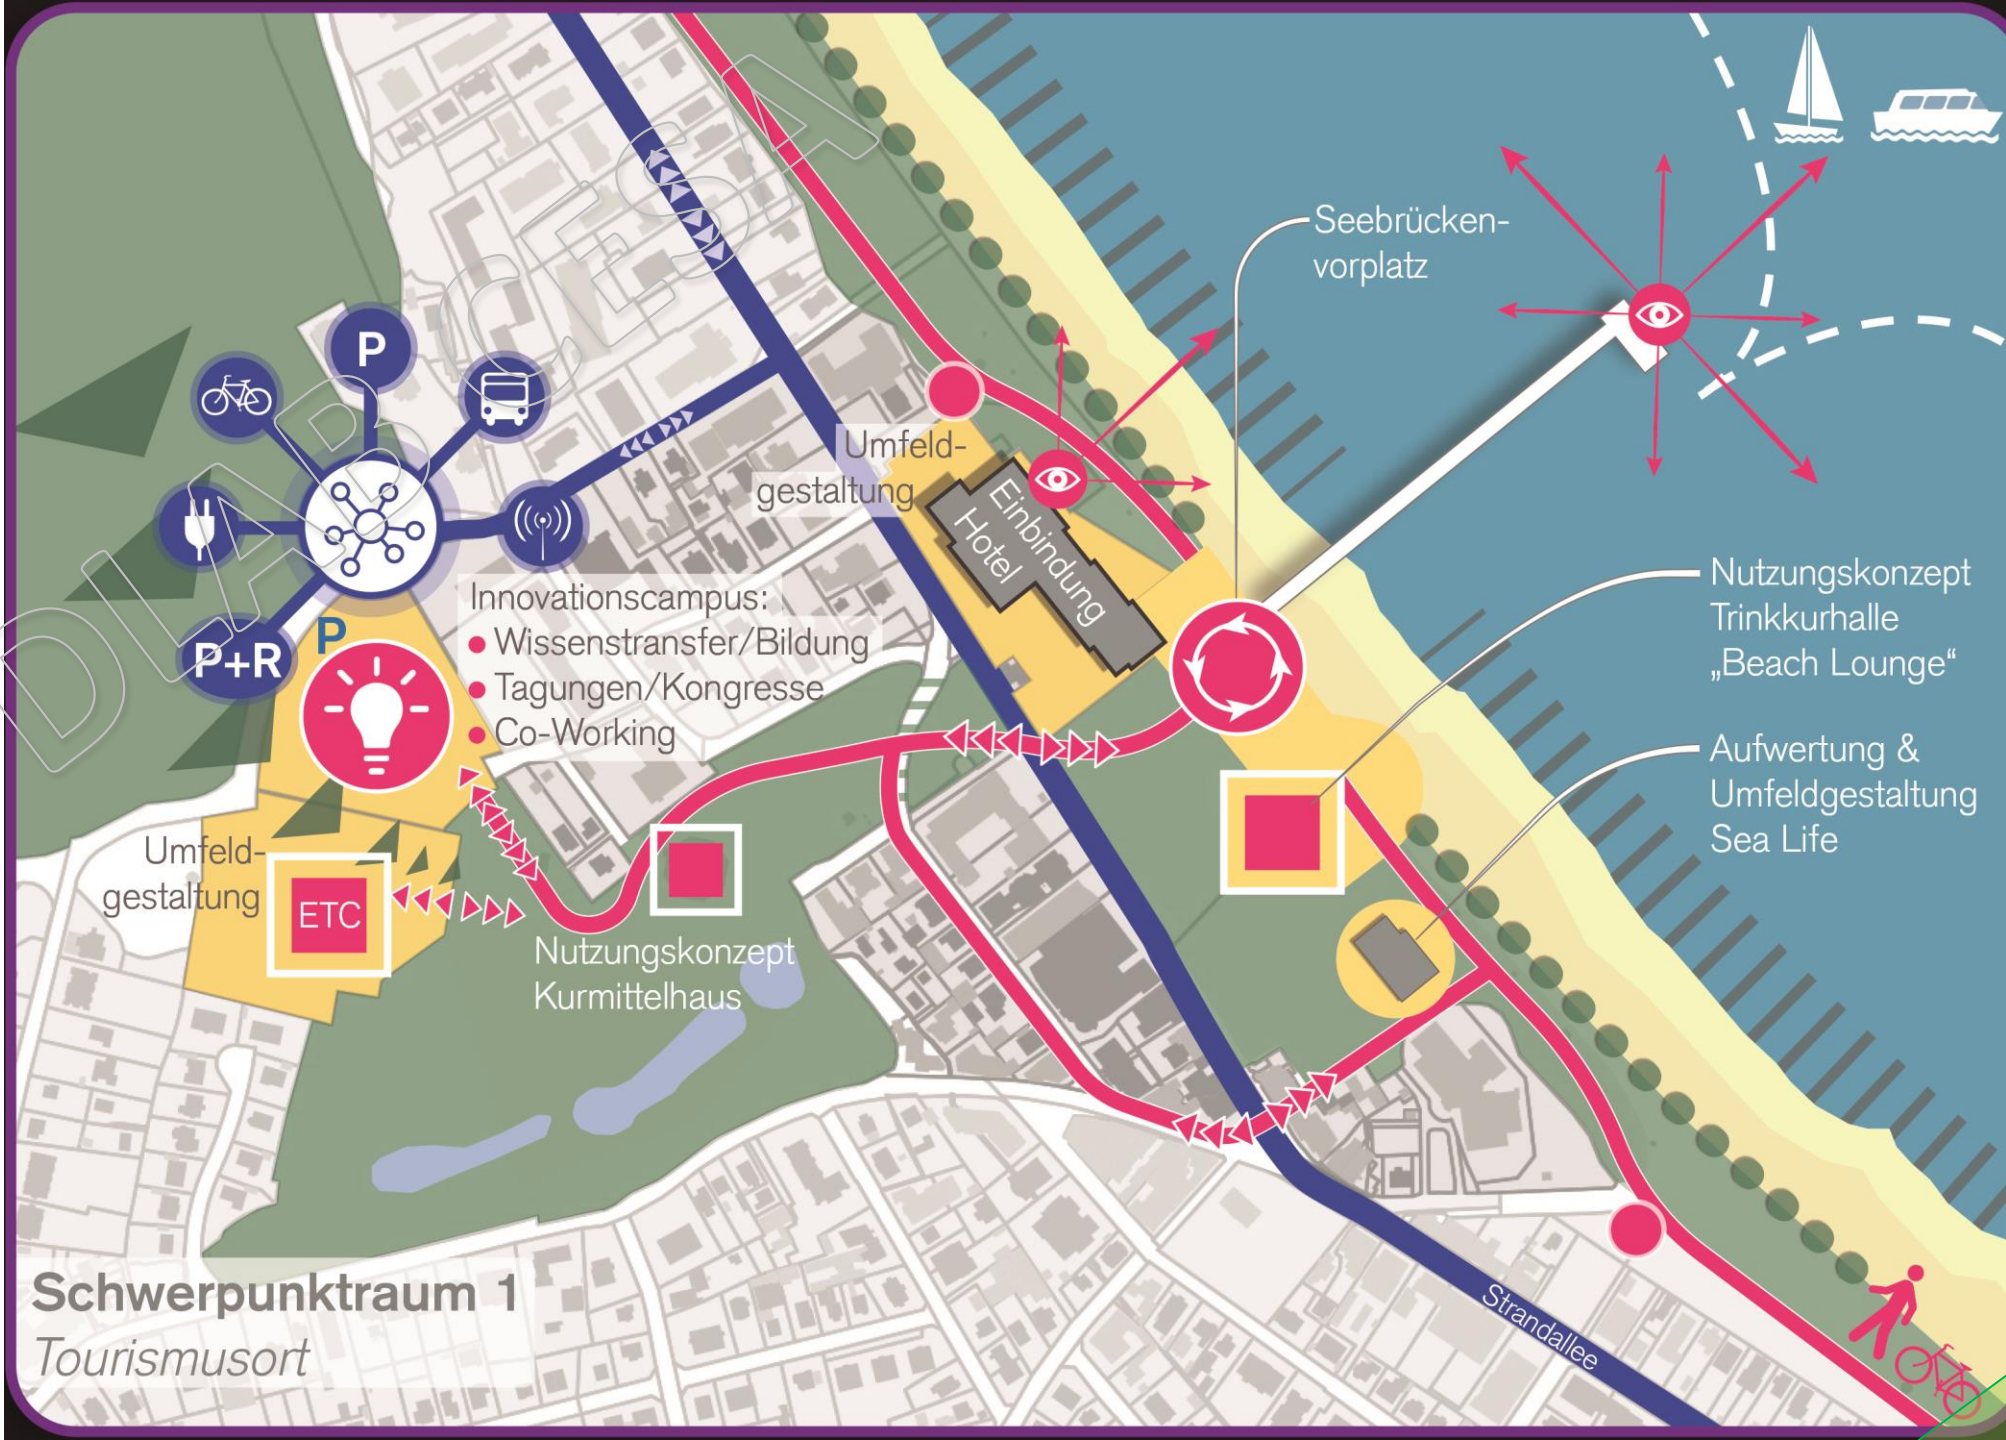 Seebrücken-
vorplatz
P
Umfeld-
gestaltung
Einbindung
Hotel
Nutzungskonzept
Trinkkurhalle
„Beach Lounge“
Innovationscampus:
• Wissenstransfer/Bildung
• Tagungen/Kongresse
• Co-Working
P
P+R
Aufwertung &
Umfeldgestaltung
Sea Life
Umfeld-
gestaltung
ETC
Nutzungskonzept
Kurmittelhaus
Strandallee
Schwerpunktraum 1
Tourismusort